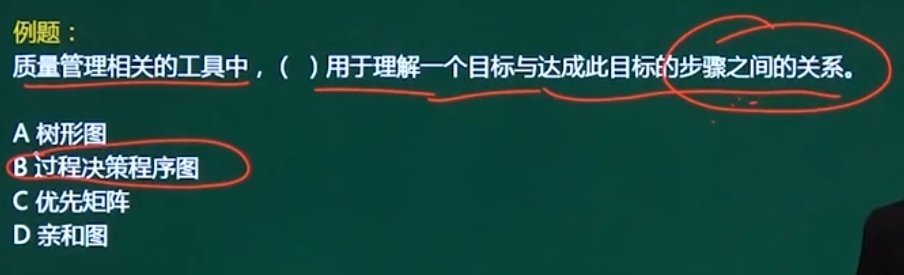 例题：
质量管理相关的工具中，（ ）用于理解一个目标与达成此目标的步骤之间的关系。
A 树形图
B 过程决策程序图
C 优先矩阵
D 亲和图